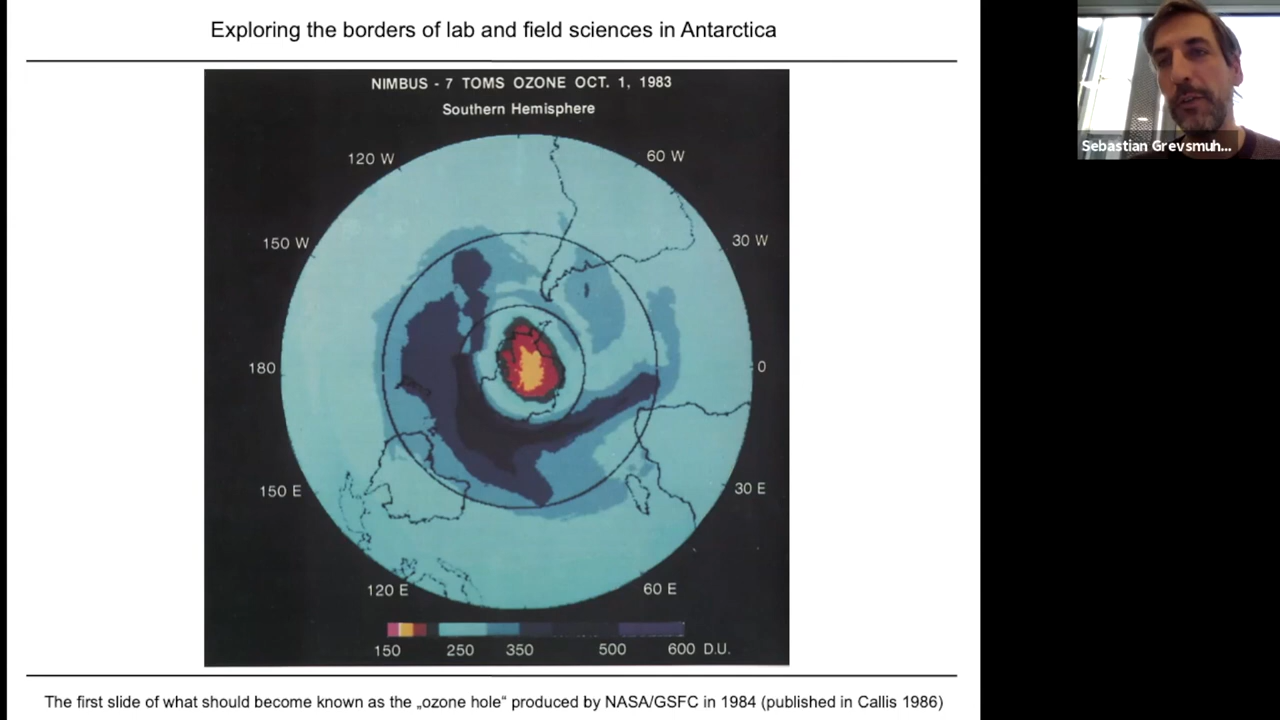 Exploring the borders of lab and field sciences in Antarctica
NIMBUS - 7 TOMS OZONE OCT. 1, 1983
Southern Hemisphere
120 W
60 W
150 W
30 W
180
0
150 E
30 E
120 E
60 E
150 250 350 500 600 D.U.
The first slide of what should become known as the „ozone hole“ produced by NASA/GSFC in 1984 (published in Callis 1986)
Sebastian Grevsmuh...